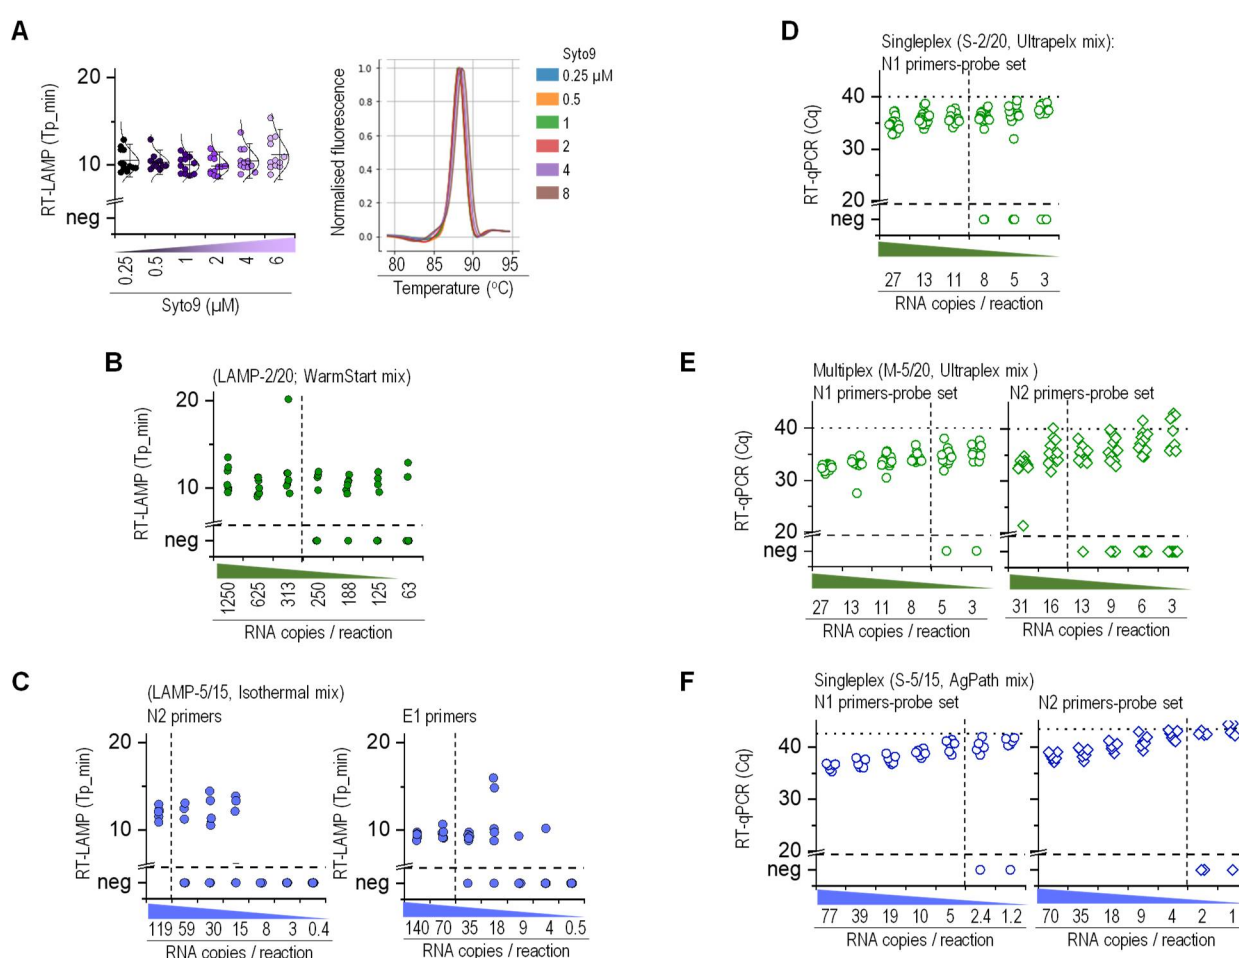 A
20
10
neg
RT-LAMP (Tp_min)
0.25
0.5
1
2
4
6
Syto9 (µM)
1.0
0.8
0.6
0.4
0.2
0.0
Normalised fluorescence
80 85 90 95
Temperature (ºC)
Syto9
0.25 µM
0.5
1
2
4
8
B
(LAMP-2/20; WarmStart mix)
20
10
neg
RT-LAMP (Tp_min)
1250
625
313
250
188
125
63
RNA copies / reaction
C
(LAMP-5/15, Isothermal mix)
N2 primers
20
10
neg
RT-LAMP (Tp_min)
119 59 30 15 8 3 0.4
RNA copies / reaction
E1 primers
20
10
neg
RT-LAMP (Tp_min)
140 70 35 18 9 4 0.5
RNA copies / reaction
D
Singleplex (S-2/20, Ultrapelx mix):
N1 primers-probe set
40
30
20
neg
RT-qPCR (Cq)
27 13 11 8 5 3
RNA copies / reaction
E
Multiplex (M-5/20, Ultraplex mix )
N1 primers-probe set
N2 primers-probe set
40
30
20
neg
RT-qPCR (Cq)
27 13 11 8 5 3
RNA copies / reaction
31 16 13 9 6 3
RNA copies / reaction
F
Singleplex (S-5/15, AgPath mix)
N1 primers-probe set
N2 primers-probe set
40
30
20
neg
RT-qPCR (Cq)
77 39 19 10 5 2.4 1.2
RNA copies / reaction
70 35 18 9 4 2 1
RNA copies / reaction